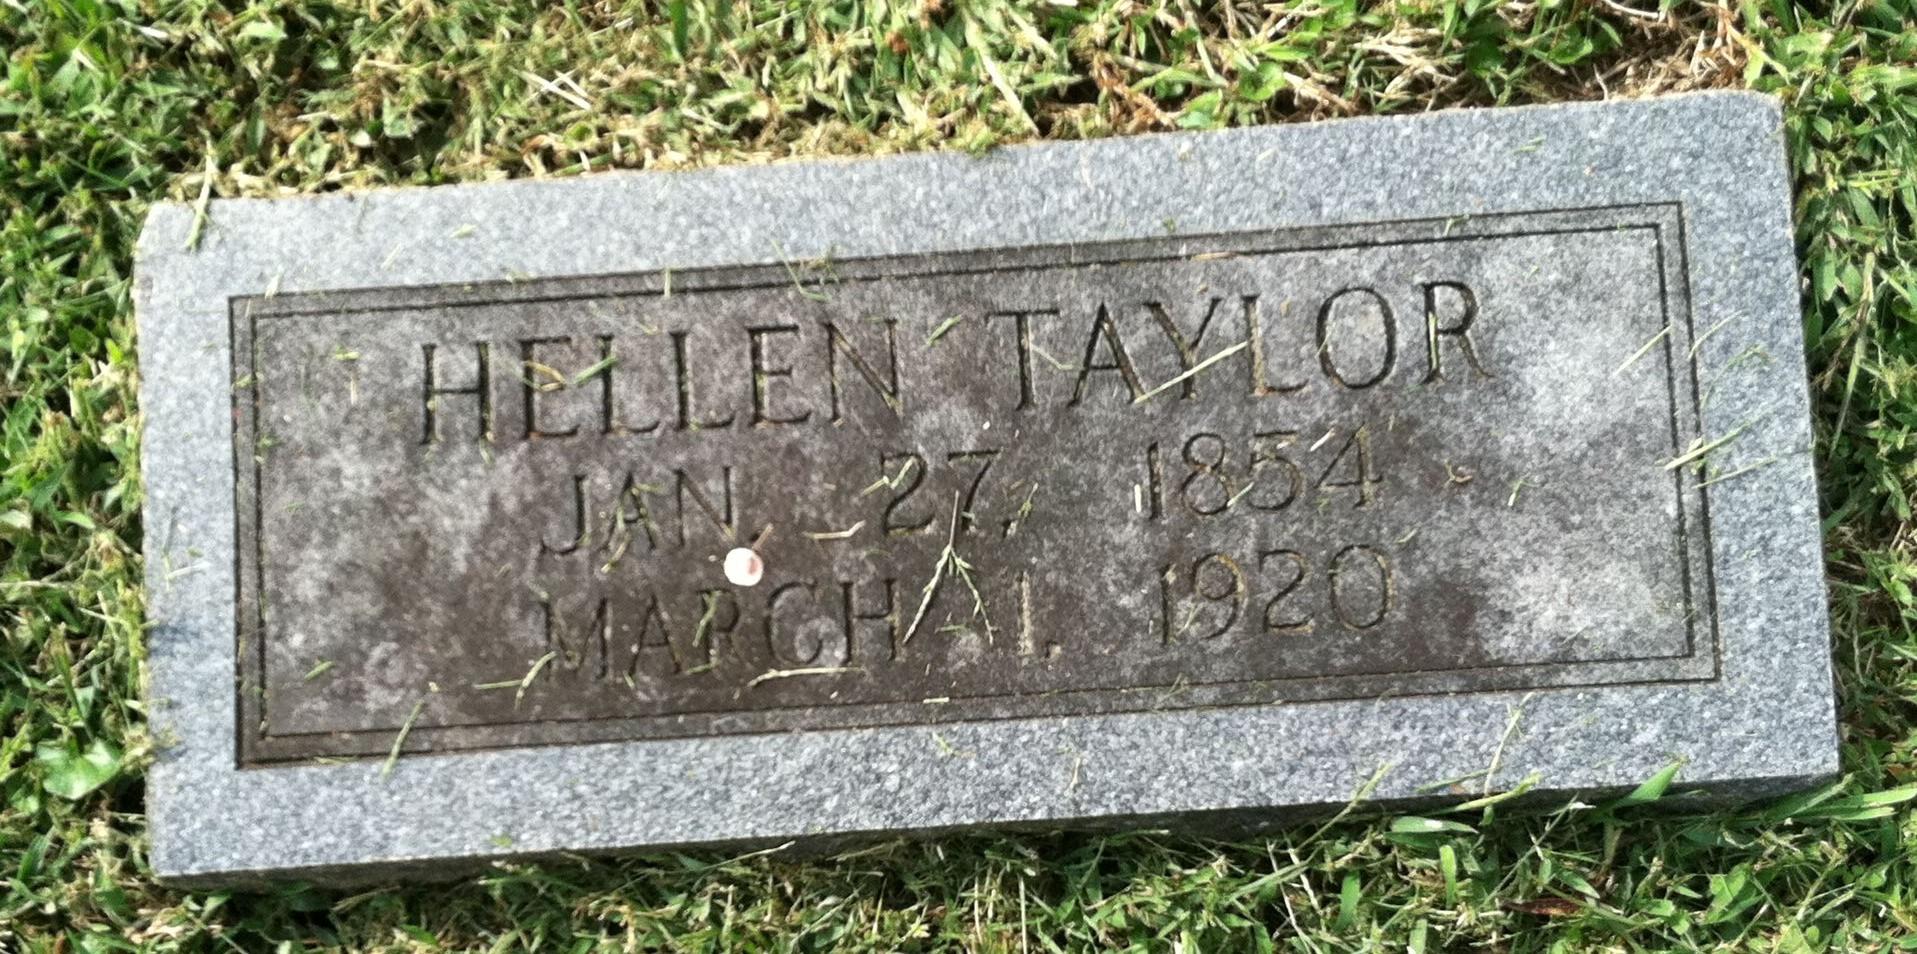 HELLEN TAYLOR
JAN. 27, 1854
MARCH 1, 1920